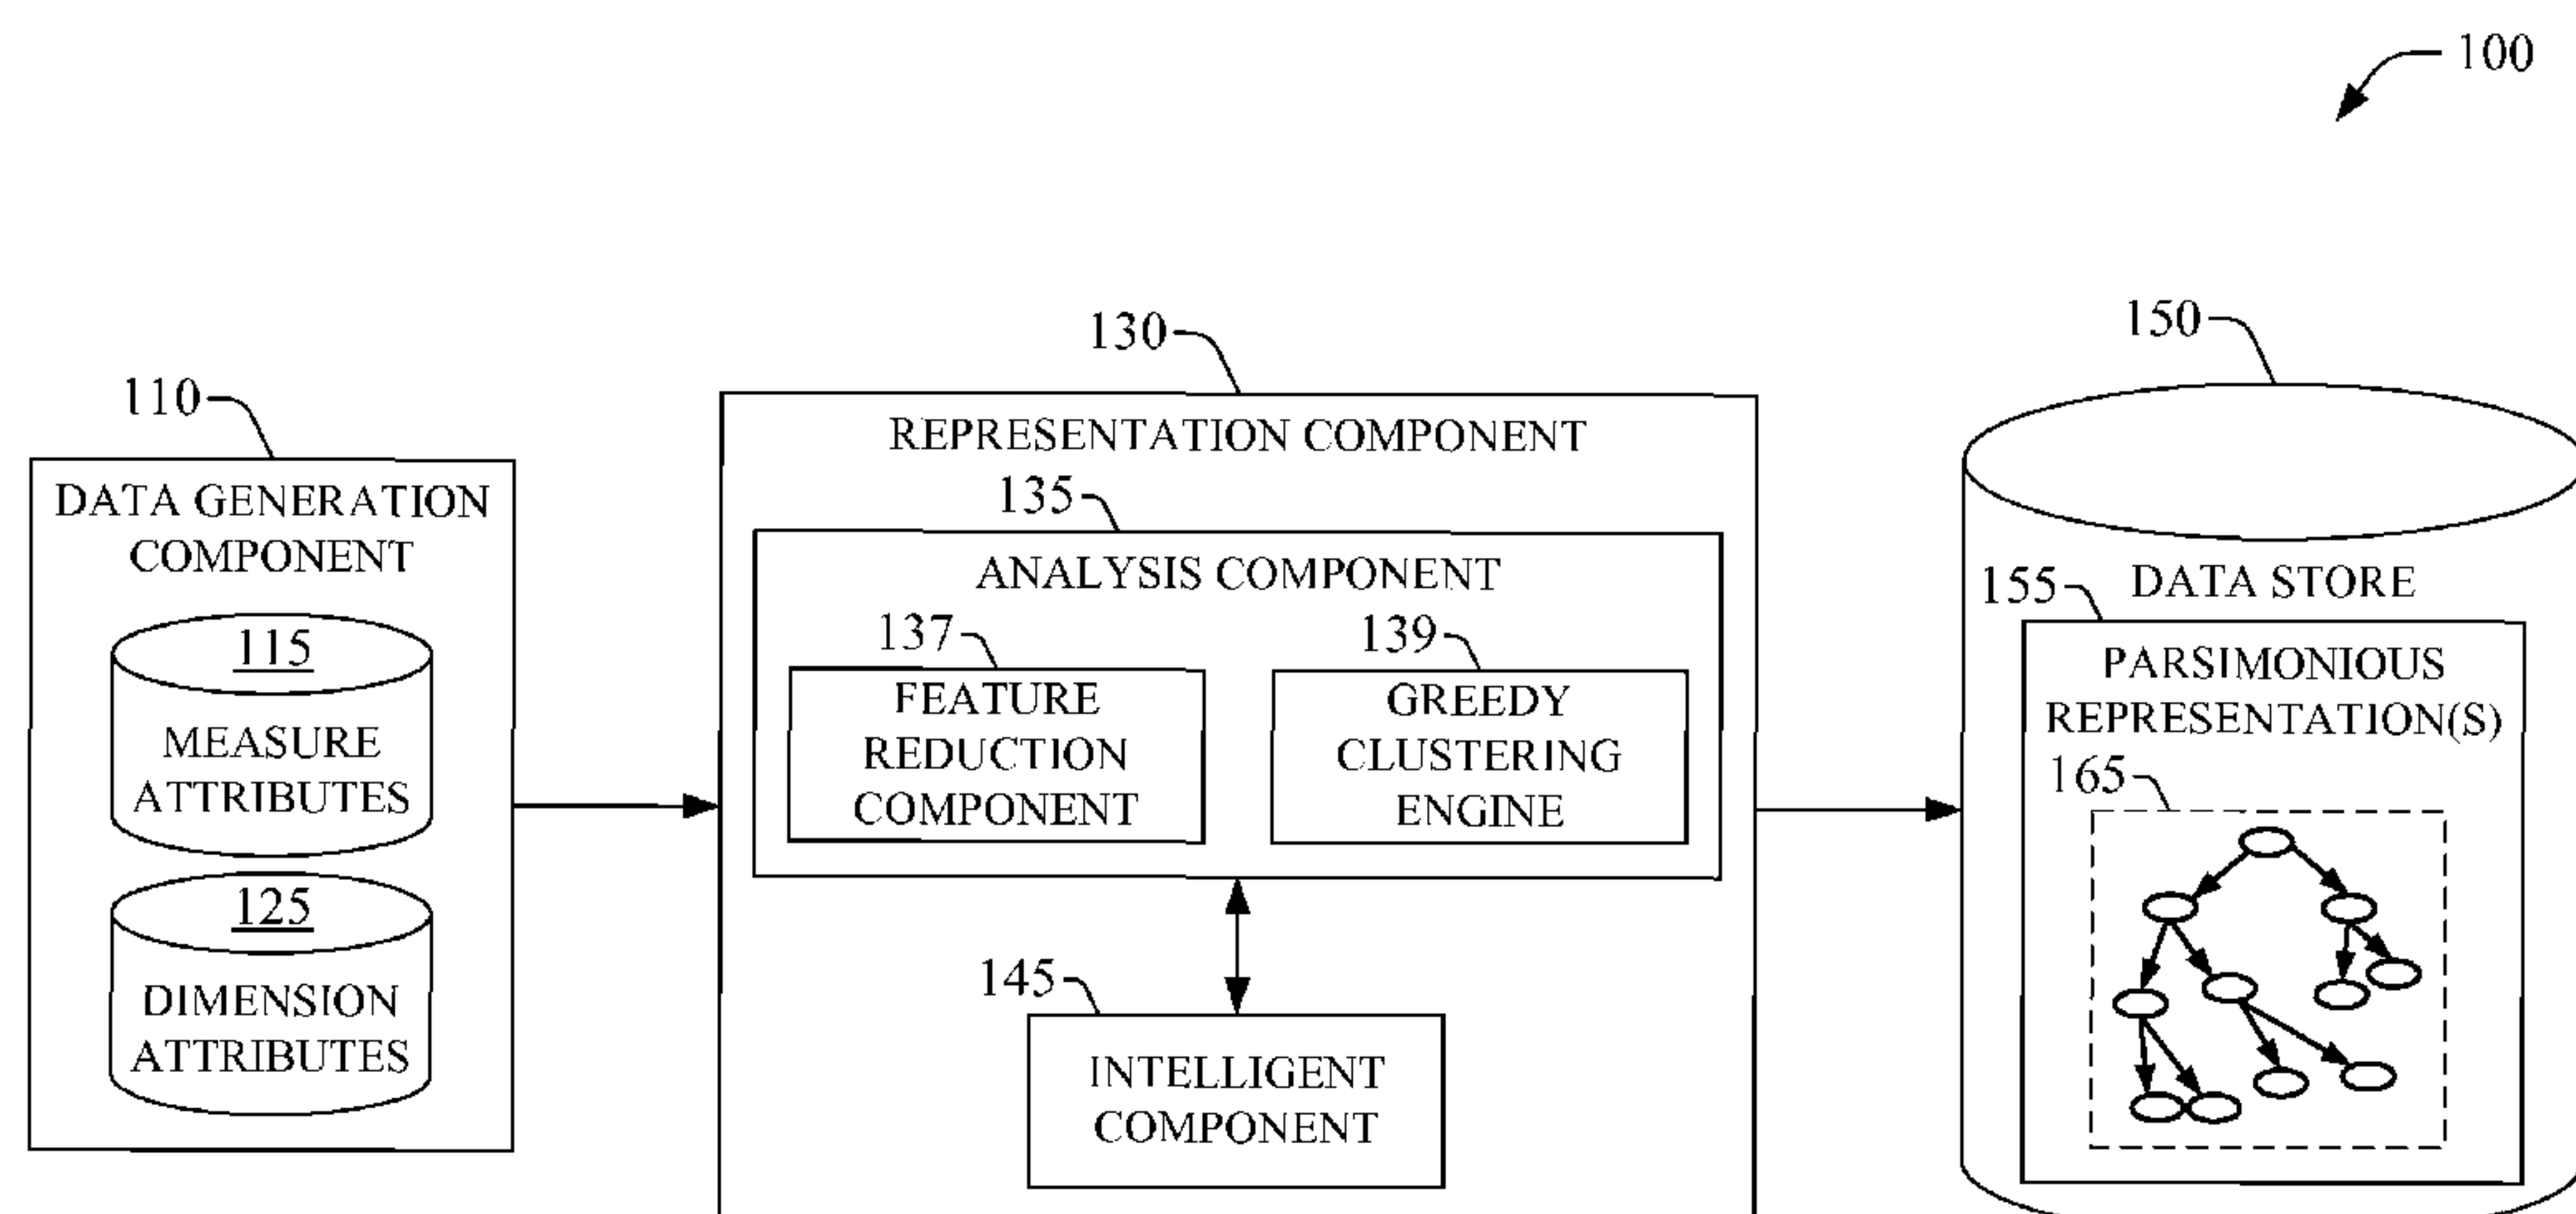 100
110
DATA GENERATION
COMPONENT
115
MEASURE
ATTRIBUTES
125
DIMENSION
ATTRIBUTES
130
REPRESENTATION COMPONENT
135
ANALYSIS COMPONENT
137
FEATURE
REDUCTION
COMPONENT
139
GREEDY
CLUSTERING
ENGINE
145
INTELLIGENT
COMPONENT
150
DATA STORE
155
PARSIMONIOUS
REPRESENTATION(S)
165